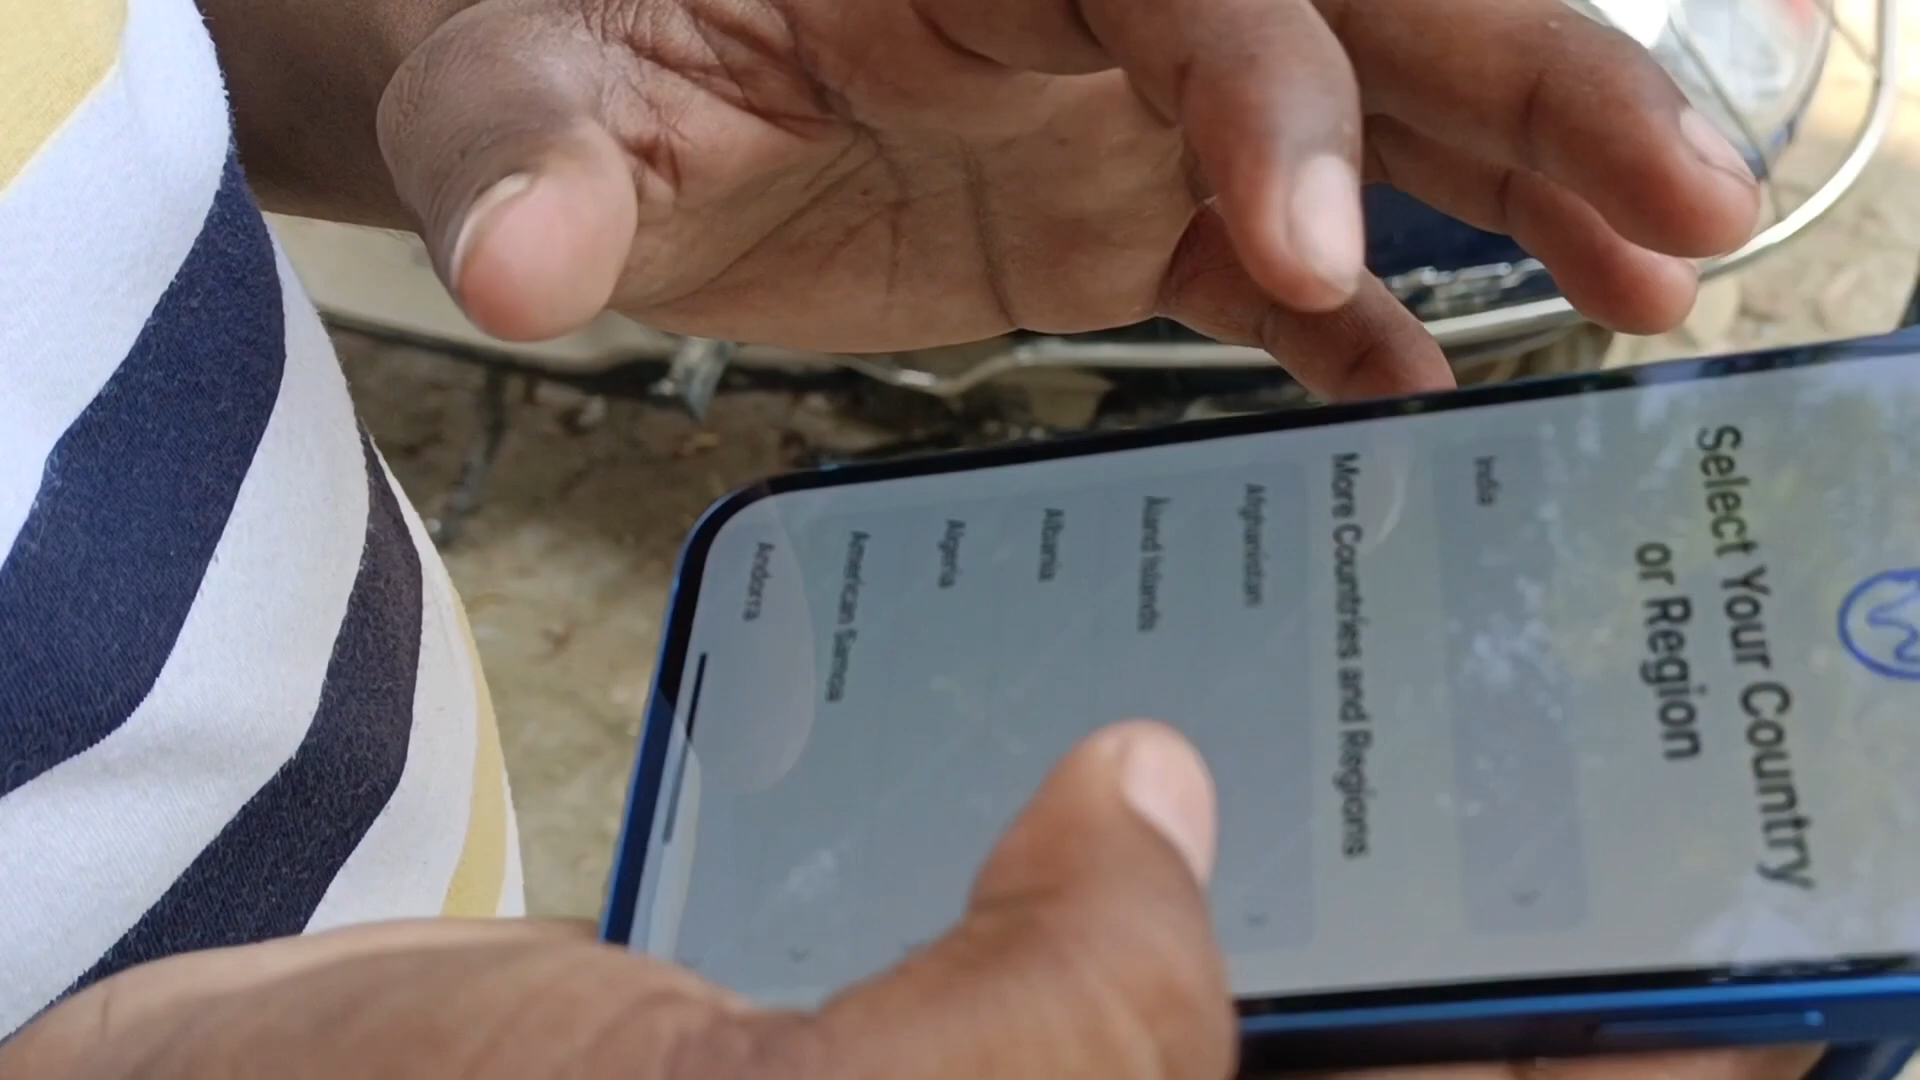 Select Your Country
or Region
India
More Countries and Regions
Afghanistan
Åland Islands
Albania
Algeria
American Samoa
Andorra